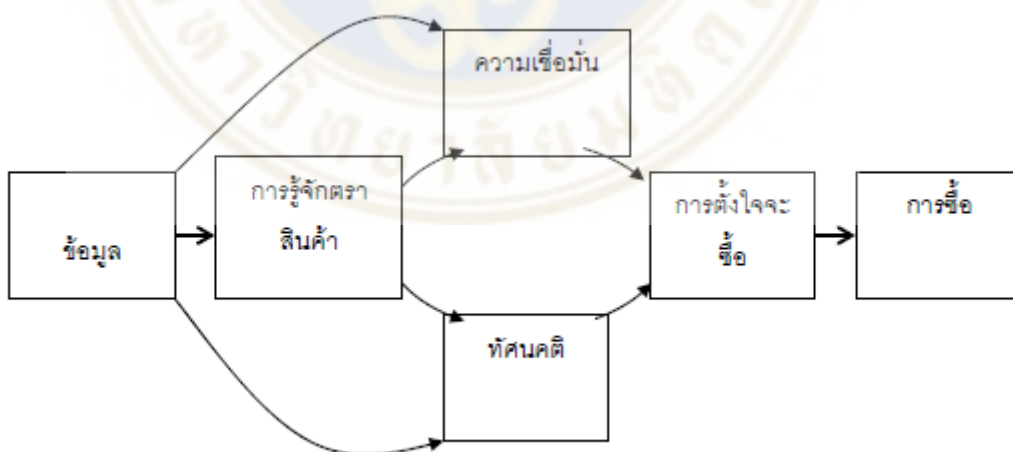 ความเชื่อมั่น
ข้อมูล
การรู้จักตรา
สินค้า
การตั้งใจจะ
ซื้อ
การซื้อ
ทัศนคติ